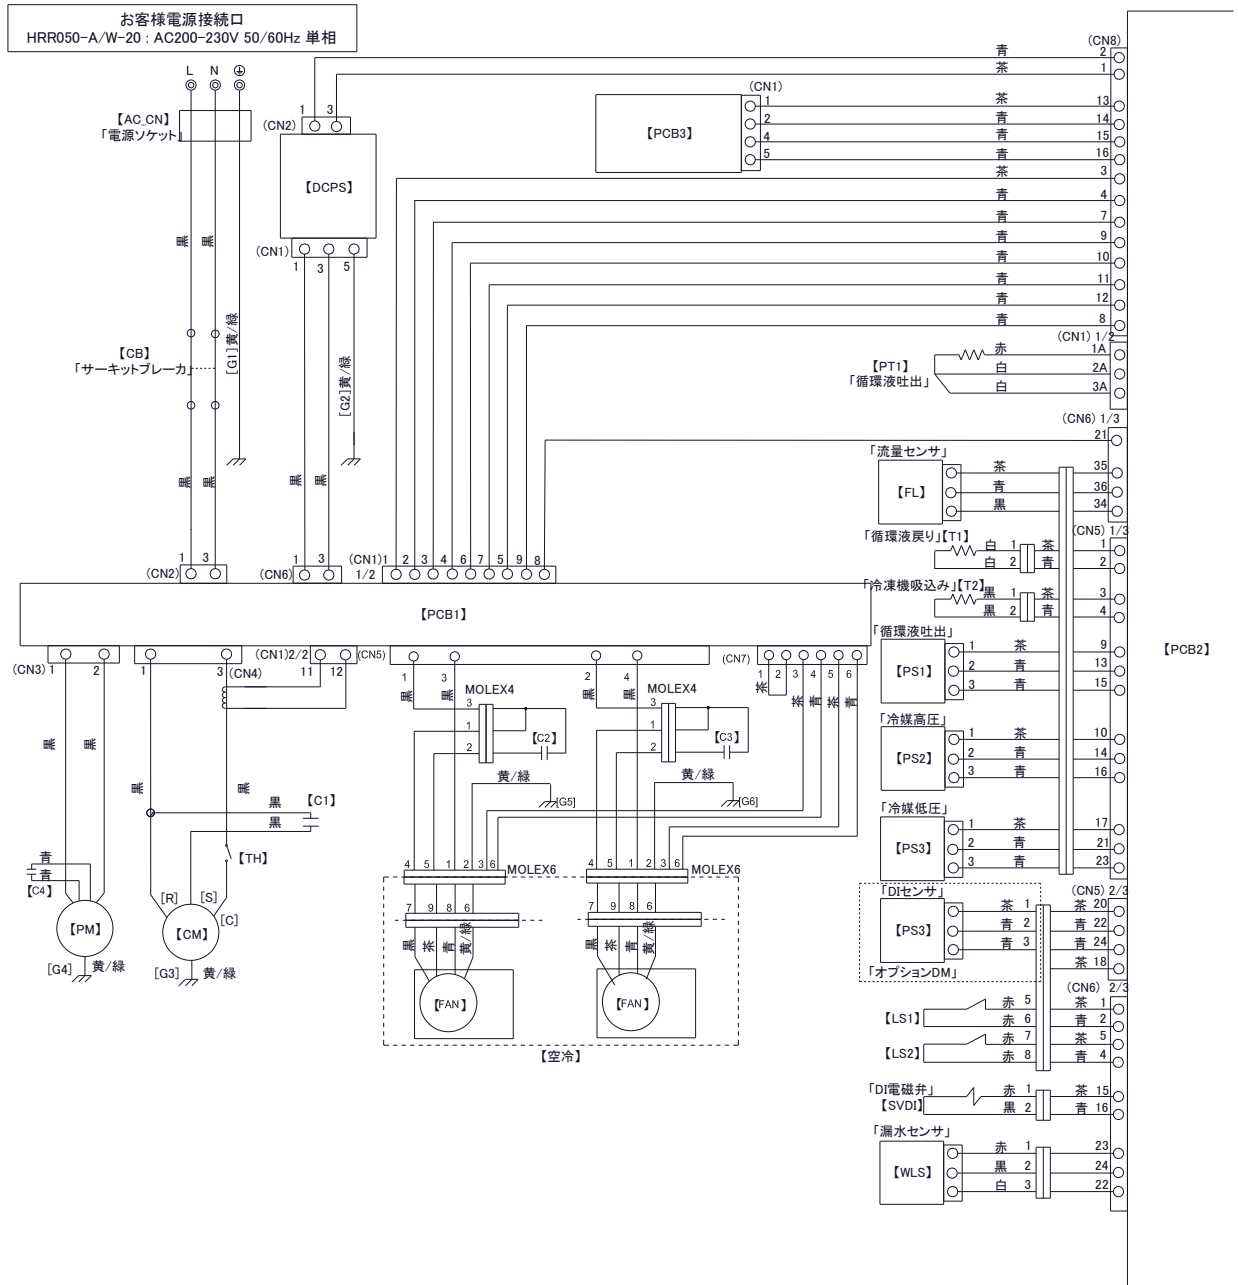 お客様電源接続口
HRR050-A/W-20 : AC200-230V 50/60Hz 単相
L N
【AC_CN】
「電源ソケット」
黒 黒
【CB】
「サーキットブレーカ」
[G1]黄/緑
黒 黒
1 3
(CN2)
1 3
(CN2)
【DCPS】
(CN1)
1 3 5
[G2]黄/緑
黒 黒
1 3
(CN6)
(CN1)
1/2
1 2 3 4 6 7 5 9 8
【PCB3】
(CN1)
1
2
4
5
(CN8)
青 2
茶 1
茶 13
青 14
青 15
青 16
茶 3
青 4
青 7
青 9
青 10
青 11
青 12
青 8
(CN1) 1/2
【PT1】
「循環液吐出」
赤 1A
白 2A
白 3A
(CN6) 1/3
21
「流量センサ」
【FL】
茶 35
青 36
黒 34
(CN5) 1/3
「循環液戻り」【T1】
白 1 茶 1
白 2 青 2
「冷凍機吸込み」【T2】
黒 1 茶 3
黒 2 青 4
「循環液吐出」
【PS1】
1 茶 9
2 青 13
3 青 15
「冷媒高圧」
【PS2】
1 茶 10
2 青 14
3 青 16
「冷媒低圧」
【PS3】
1 茶 17
2 青 21
3 青 23
(CN5) 2/3
「DIセンサ」
【PS3】
茶 1 茶 20
青 2 青 22
青 3 青 24
茶 18
「オプションDM」
(CN6) 2/3
【LS1】
赤 5 茶 1
赤 6 青 2
【LS2】
赤 7 茶 5
赤 8 青 4
「DI電磁弁」
【SVDI】
赤 1 茶 15
黒 2 青 16
「漏水センサ」
【WLS】
赤 1 23
黒 2 24
白 3 22
【PCB2】
【PCB1】
(CN3) 1 2
1 3
(CN4)
(CN1)2/2
11 12
(CN5)
1 3 2 4
黒 黒 黒 黒
(CN7)
1 2 3 4 5 6
茶 茶 青 茶 青
MOLEX4
3
1
2
【C2】
MOLEX4
3
1
2
【C3】
黄/緑
[G5]
黄/緑
[G6]
黒 黒
黒 黒
黒
黒
【C1】
【TH】
青
青
【C4】
【PM】
[G4] 黄/緑
[R] [S]
[C]
【CM】
[G3] 黄/緑
4 5 1 2 3 6
MOLEX6
7 9 8 6
黒 茶 青 黄/緑
【FAN】
4 5 1 2 3 6
MOLEX6
7 9 8 6
黒 茶 青 黄/緑
【FAN】
【空冷】